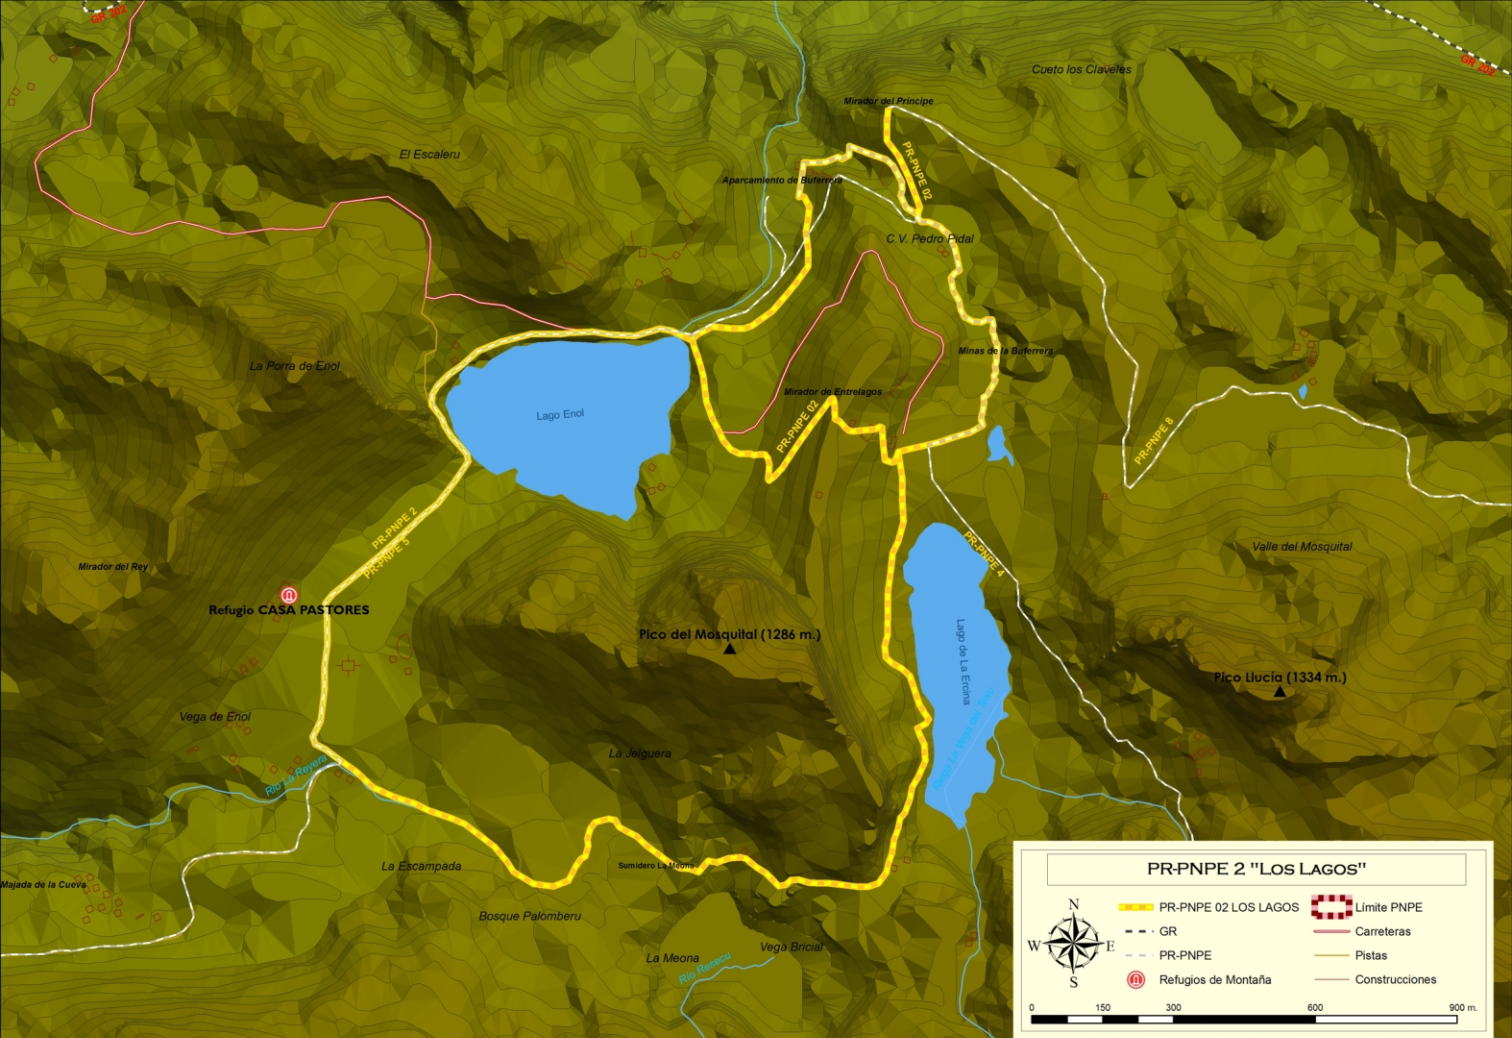 GR 202
GR 202
Cueto los Claveles
Mirador del Príncipe
El Escaleru
PR-PNPE 02
Aparcamiento de Buferrera
C.V. Pedro Pidal
La Porra de Enol
Minas de la Buferrera
Mirador de Entrelagos
Lago Enol
PR-PNPE 02
PR-PNPE 8
PR-PNPE 2
PR-PNPE 5
Valle del Mosquital
PR-PNPE 4
Mirador del Rey
Refugio CASA PASTORES
Pico del Mosquital (1286 m.)
Lago de La Ercina
Pico Llucía (1334 m.)
Vega de Enol
La Jelguera
Río La Reyera
La Escampada
Sumidero La Meona
Majada de la Cueva
Bosque Palomberu
Vega Bricial
La Meona
Río Resecu
PR-PNPE 2 "Los Lagos"
N
W
E
S
PR-PNPE 02 LOS LAGOS
GR
PR-PNPE
Refugios de Montaña
Límite PNPE
Carreteras
Pistas
Construcciones
0 150 300 600 900 m.